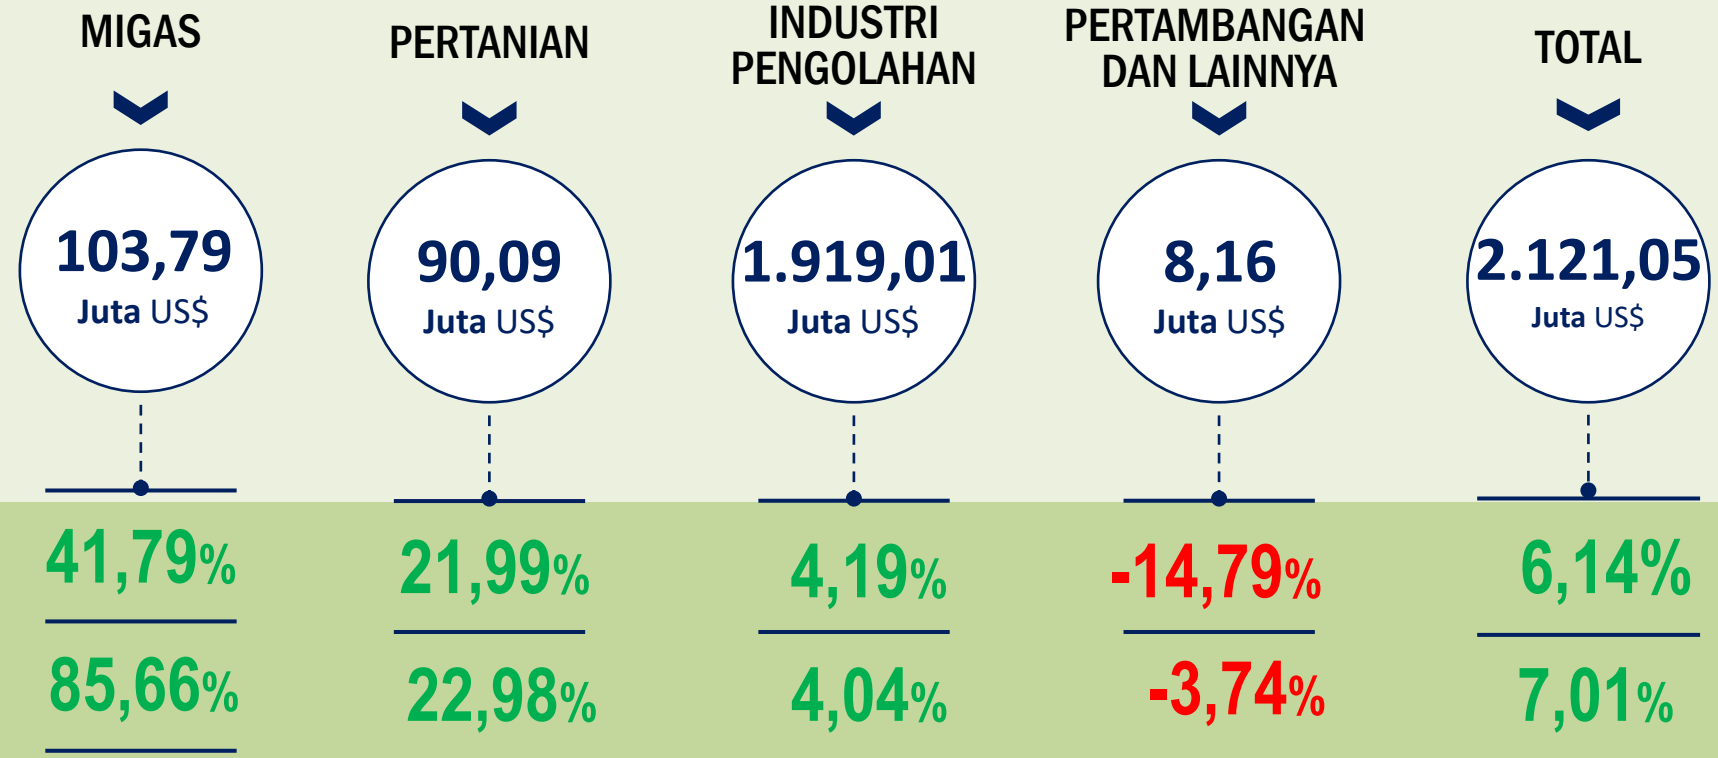 MIGAS
103,79
Juta US$
41,79%
85,66%
PERTANIAN
90,09
Juta US$
21,99%
22,98%
INDUSTRI
PENGOLAHAN
1.919,01
Juta US$
4,19%
4,04%
PERTAMBANGAN
DAN LAINNYA
8,16
Juta US$
-14,79%
-3,74%
TOTAL
2.121,05
Juta US$
6,14%
7,01%